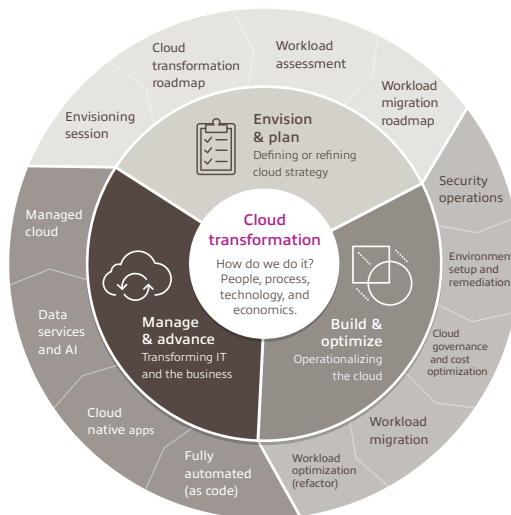 Cloud
transformation
roadmap
Workload
assessment
Workload
migration
roadmap
Envisioning
session
Envision
& plan
Defining or refining
cloud strategy
Security
operations
Environment
setup and
remediation
Cloud
governance
and cost
optimization
Workload
migration
Workload
optimization
(refactor)
Build &
optimize
Operationalizing
the cloud
Cloud
transformation
How do we do it?
People, process,
technology, and
economics.
Manage
& advance
Transforming IT
and the business
Managed
cloud
Data
services
and AI
Cloud
native apps
Fully
automated
(as code)